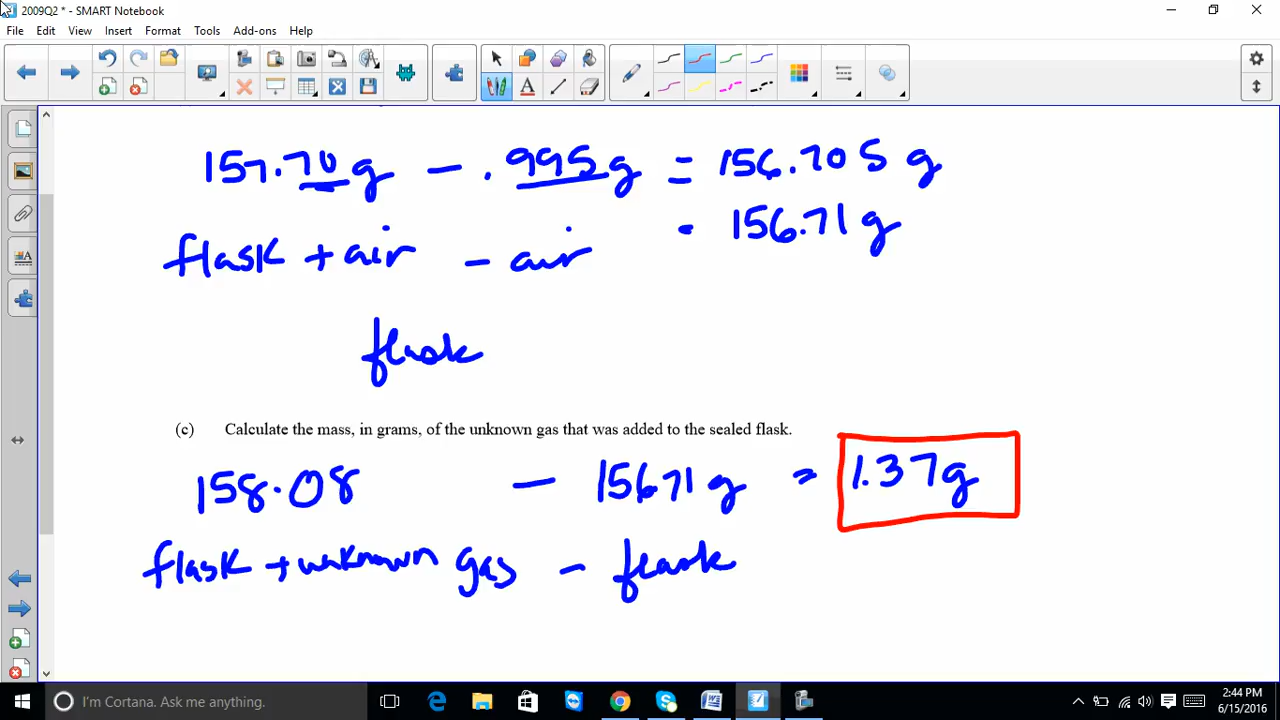 2009Q2 * - SMART Notebook
File Edit View Insert Format Tools Add-ons Help
157.70 g - .995 g = 156.705 g
= 156.71 g
flask + air - air
flask
(c) Calculate the mass, in grams, of the unknown gas that was added to the sealed flask.
158.08 - 156.71 g = 1.37 g
flask + unknown gas - flask
I'm Cortana. Ask me anything.
2:44 PM
6/15/2016